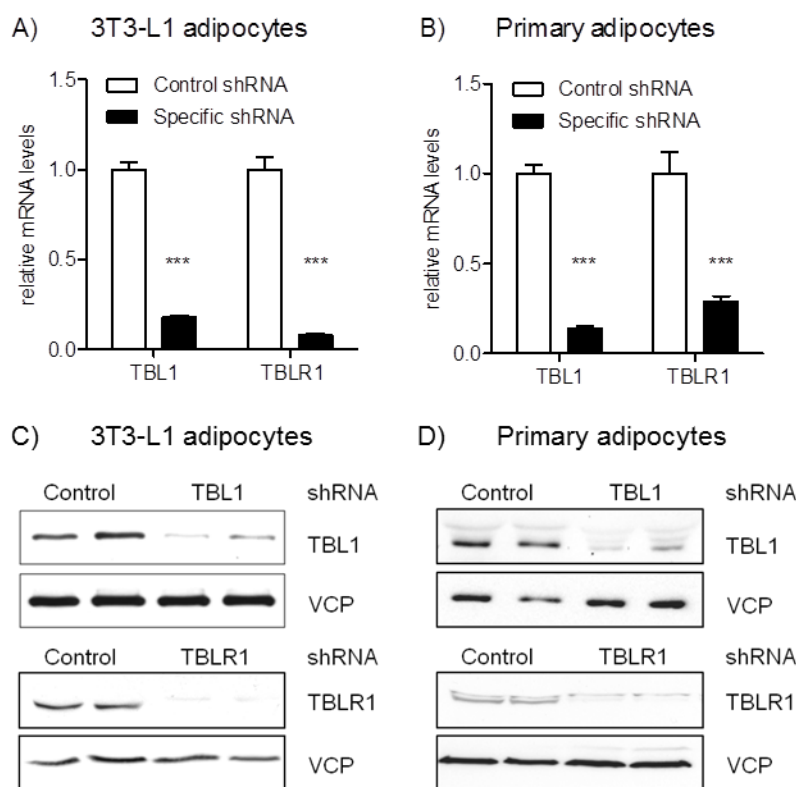 A) 3T3-L1 adipocytes
relative mRNA levels
1.5
1.0
0.5
0.0
Control shRNA
Specific shRNA
*** ***
TBL1 TBLR1
B) Primary adipocytes
relative mRNA levels
1.5
1.0
0.5
0.0
Control shRNA
Specific shRNA
*** ***
TBL1 TBLR1
C) 3T3-L1 adipocytes
Control TBL1 shRNA
TBL1
VCP
Control TBLR1 shRNA
TBLR1
VCP
D) Primary adipocytes
Control TBL1 shRNA
TBL1
VCP
Control TBLR1 shRNA
TBLR1
VCP